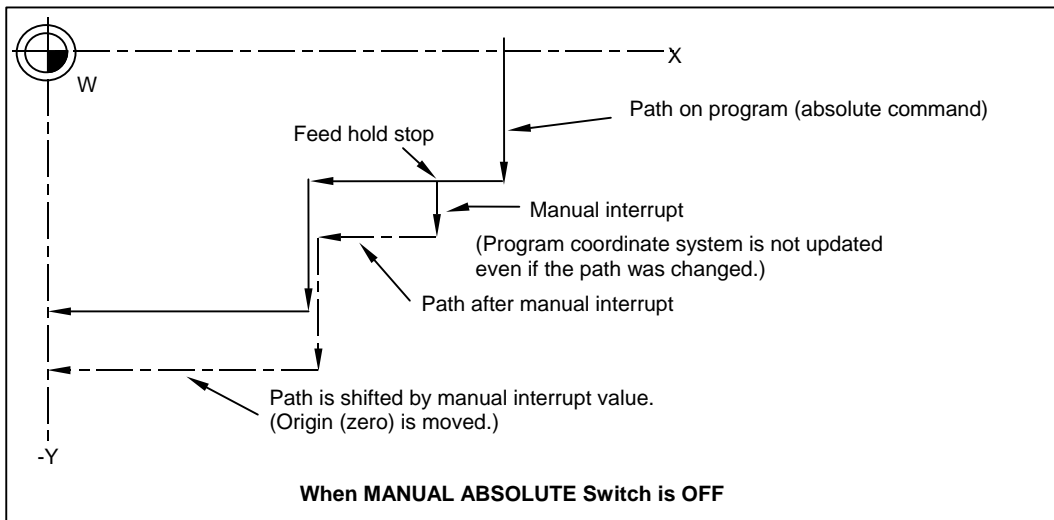 X
W
Path on program (absolute command)
Feed hold stop
Manual interrupt
(Program coordinate system is not updated
even if the path was changed.)
Path after manual interrupt
Path is shifted by manual interrupt value.
(Origin (zero) is moved.)
-Y
When MANUAL ABSOLUTE Switch is OFF